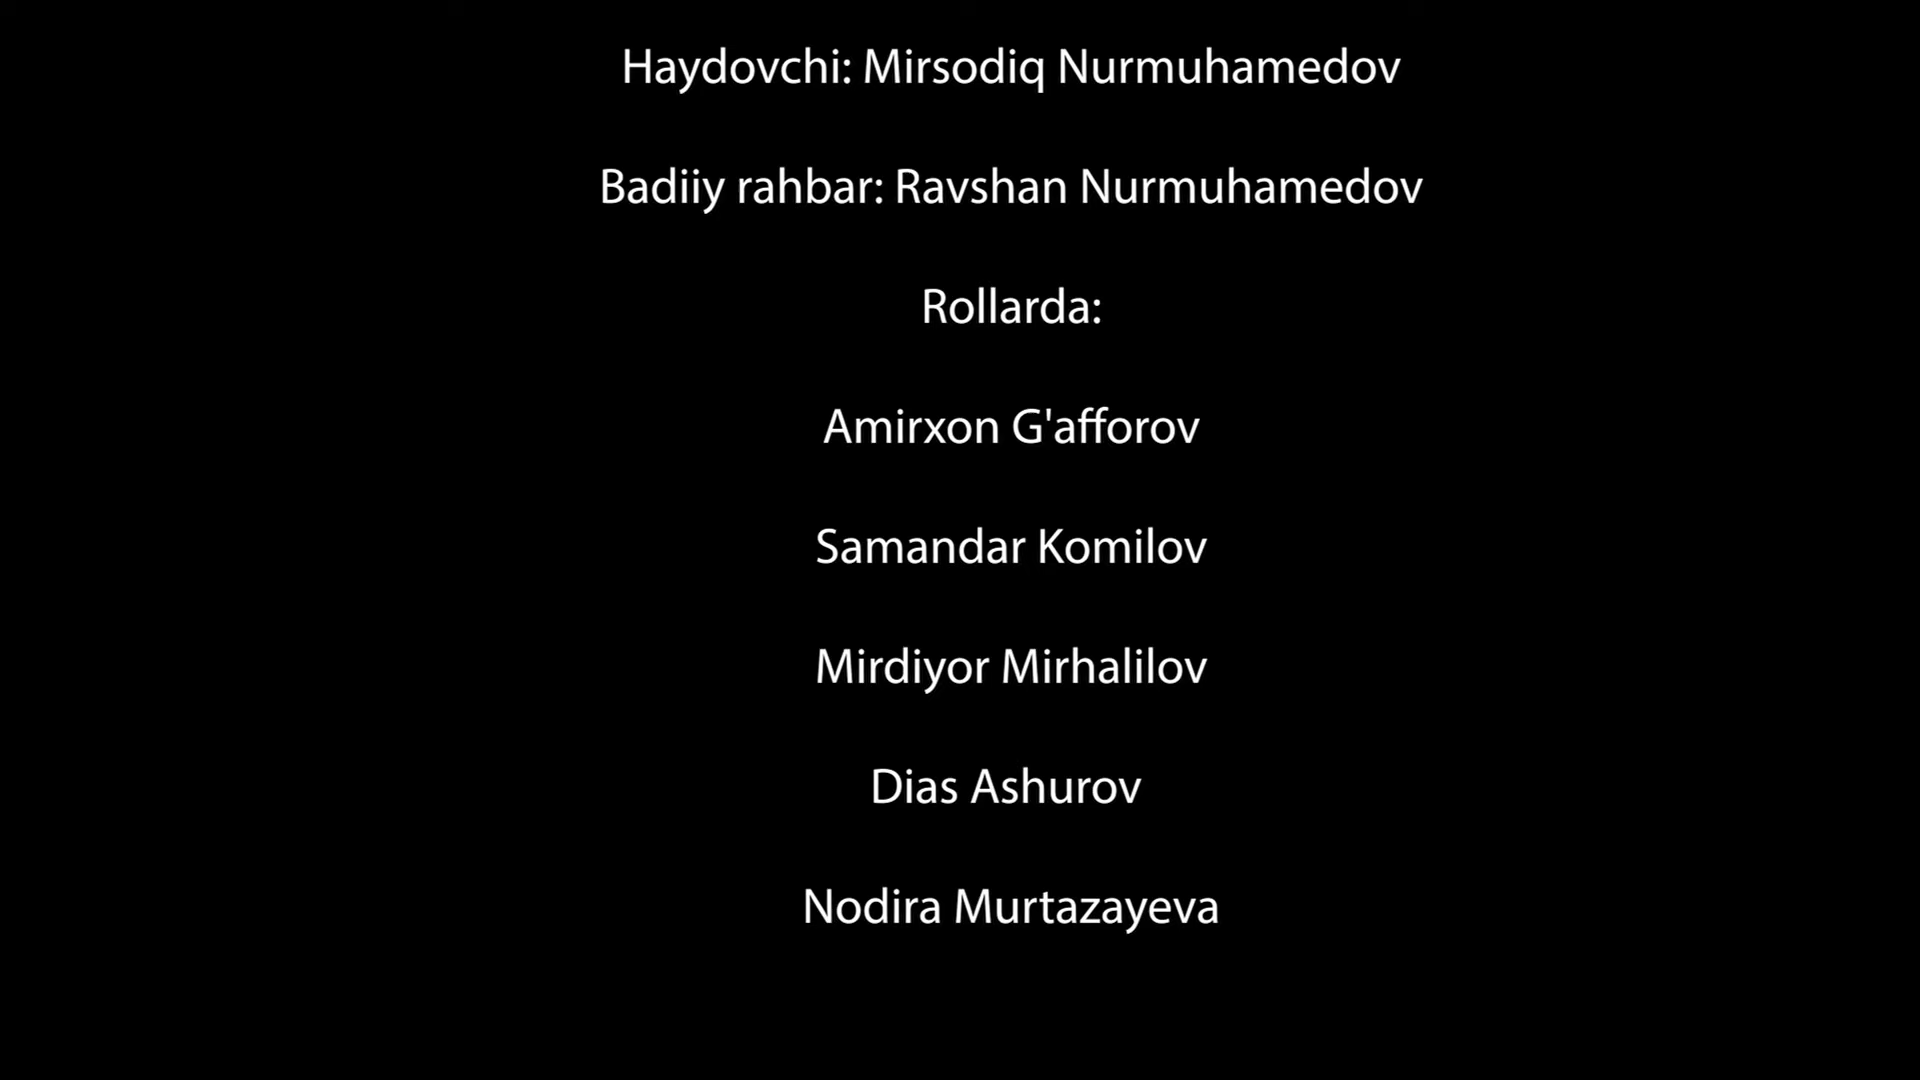 Haydovchi: Mirsodiq Nurmuhamedov
Badiiy rahbar: Ravshan Nurmuhamedov
Rollarda:
Amirxon G'afforov
Samandar Komilov
Mirdiyor Mirhalilov
Dias Ashurov
Nodira Murtazayeva